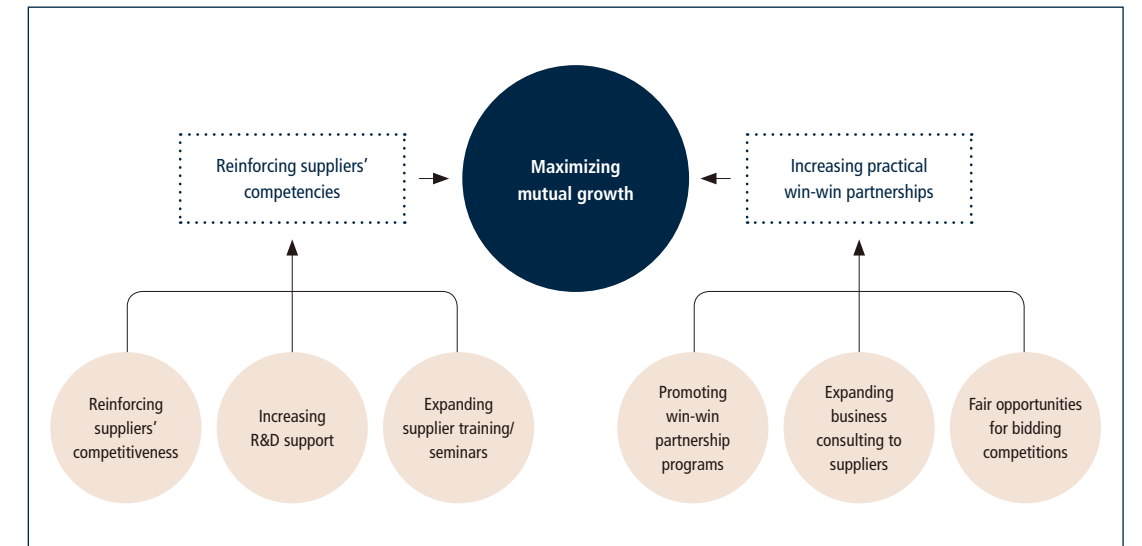 Reinforcing suppliers’
competencies
Maximizing
mutual growth
Increasing practical
win-win partnerships
Reinforcing
suppliers’
competitiveness
Increasing
R&D support
Expanding
supplier training/
seminars
Promoting
win-win
partnership
programs
Expanding
business
consulting to
suppliers
Fair opportunities
for bidding
competitions